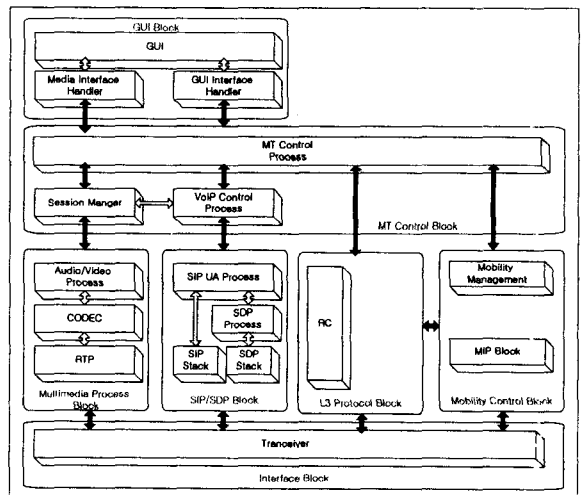 GUI Block
GUI
Media Interface
Handler
GUI Interface
Handler
MT Control
Process
Session Manger
VoIP Control
Process
MT Control Block
Audio/Video
Process
CODEC
RTP
Multimedia Process
Block
SIP UA Process
SDP
Process
SIP
Stack
SDP
Stack
SIP/SDP Block
RC
L3 Protocol Block
Mobility
Management
MIP Block
Mobility Control Block
Tranceiver
Interface Block